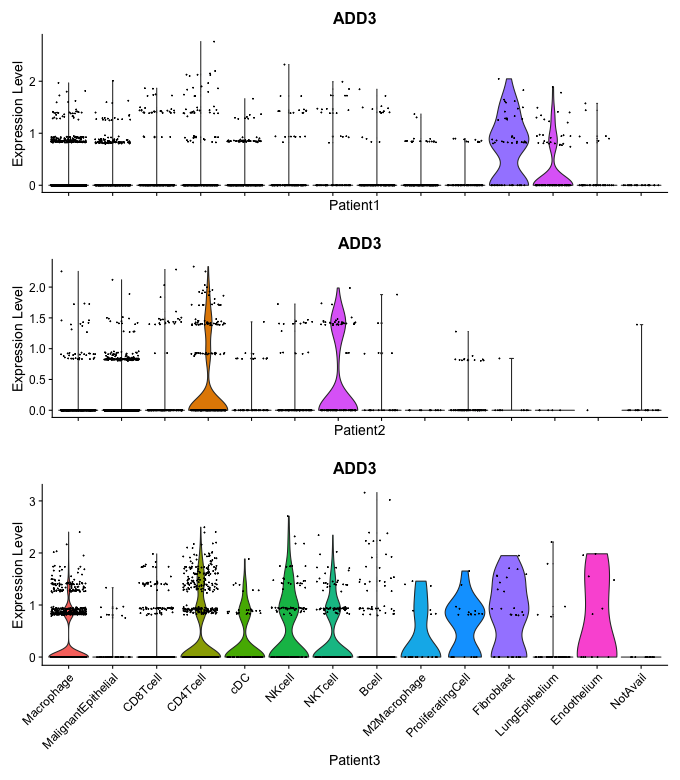 ADD3
Expression Level
2
1
0
Patient1
ADD3
Expression Level
2.0
1.5
1.0
0.5
0.0
Patient2
ADD3
Expression Level
3
2
1
0
Macrophage
MalignantEpithelial
CD8Tcell
CD4Tcell
cDC
NKcell
NKTcell
Bcell
M2Macrophage
ProliferatingCell
Fibroblast
LungEpithelium
Endothelium
NotAvail
Patient3